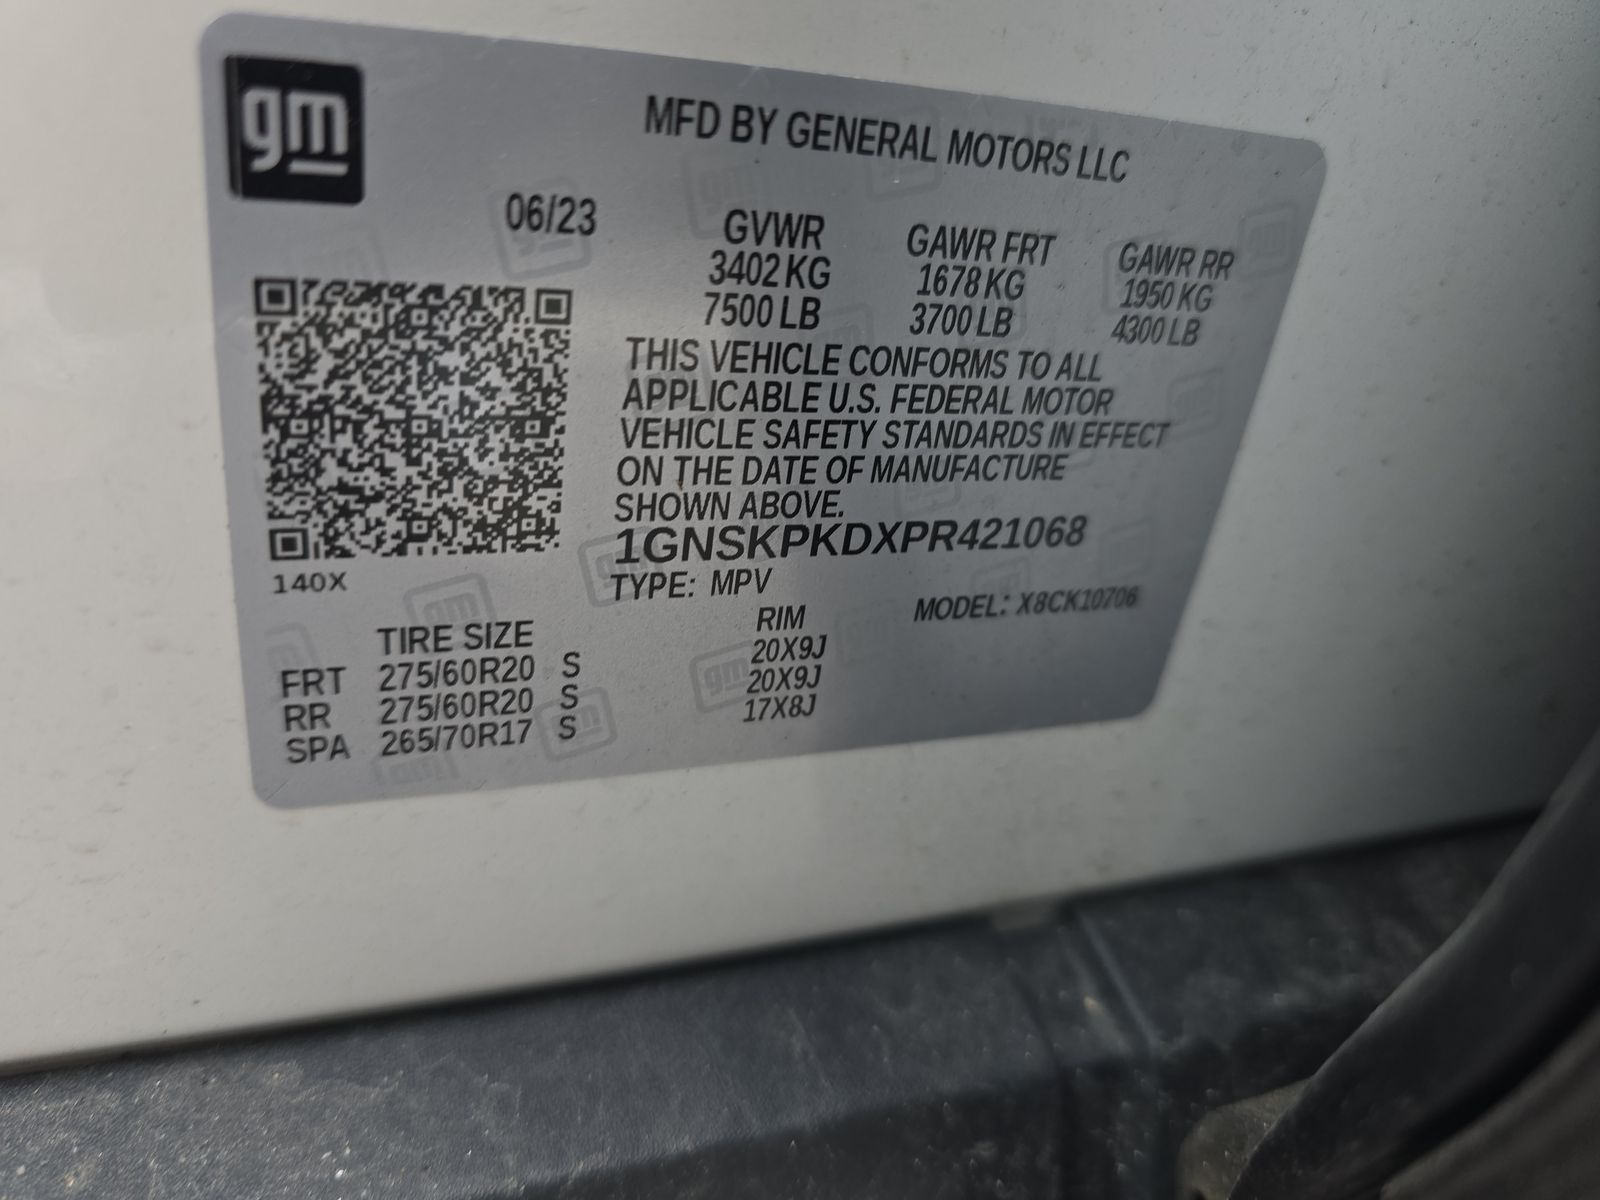 gm
MFD BY GENERAL MOTORS LLC
06/23
GVWR GAWR FRT GAWR RR
3402 KG 1678 KG 1950 KG
7500 LB 3700 LB 4300 LB
THIS VEHICLE CONFORMS TO ALL
APPLICABLE U.S. FEDERAL MOTOR
VEHICLE SAFETY STANDARDS IN EFFECT
ON THE DATE OF MANUFACTURE
SHOWN ABOVE.
1GNSKPKDXPR421068
140X
TYPE: MPV MODEL: X8CK10706
TIRE SIZE RIM
FRT 275/60R20 S 20X9J
RR 275/60R20 S 20X9J
SPA 265/70R17 S 17X8J